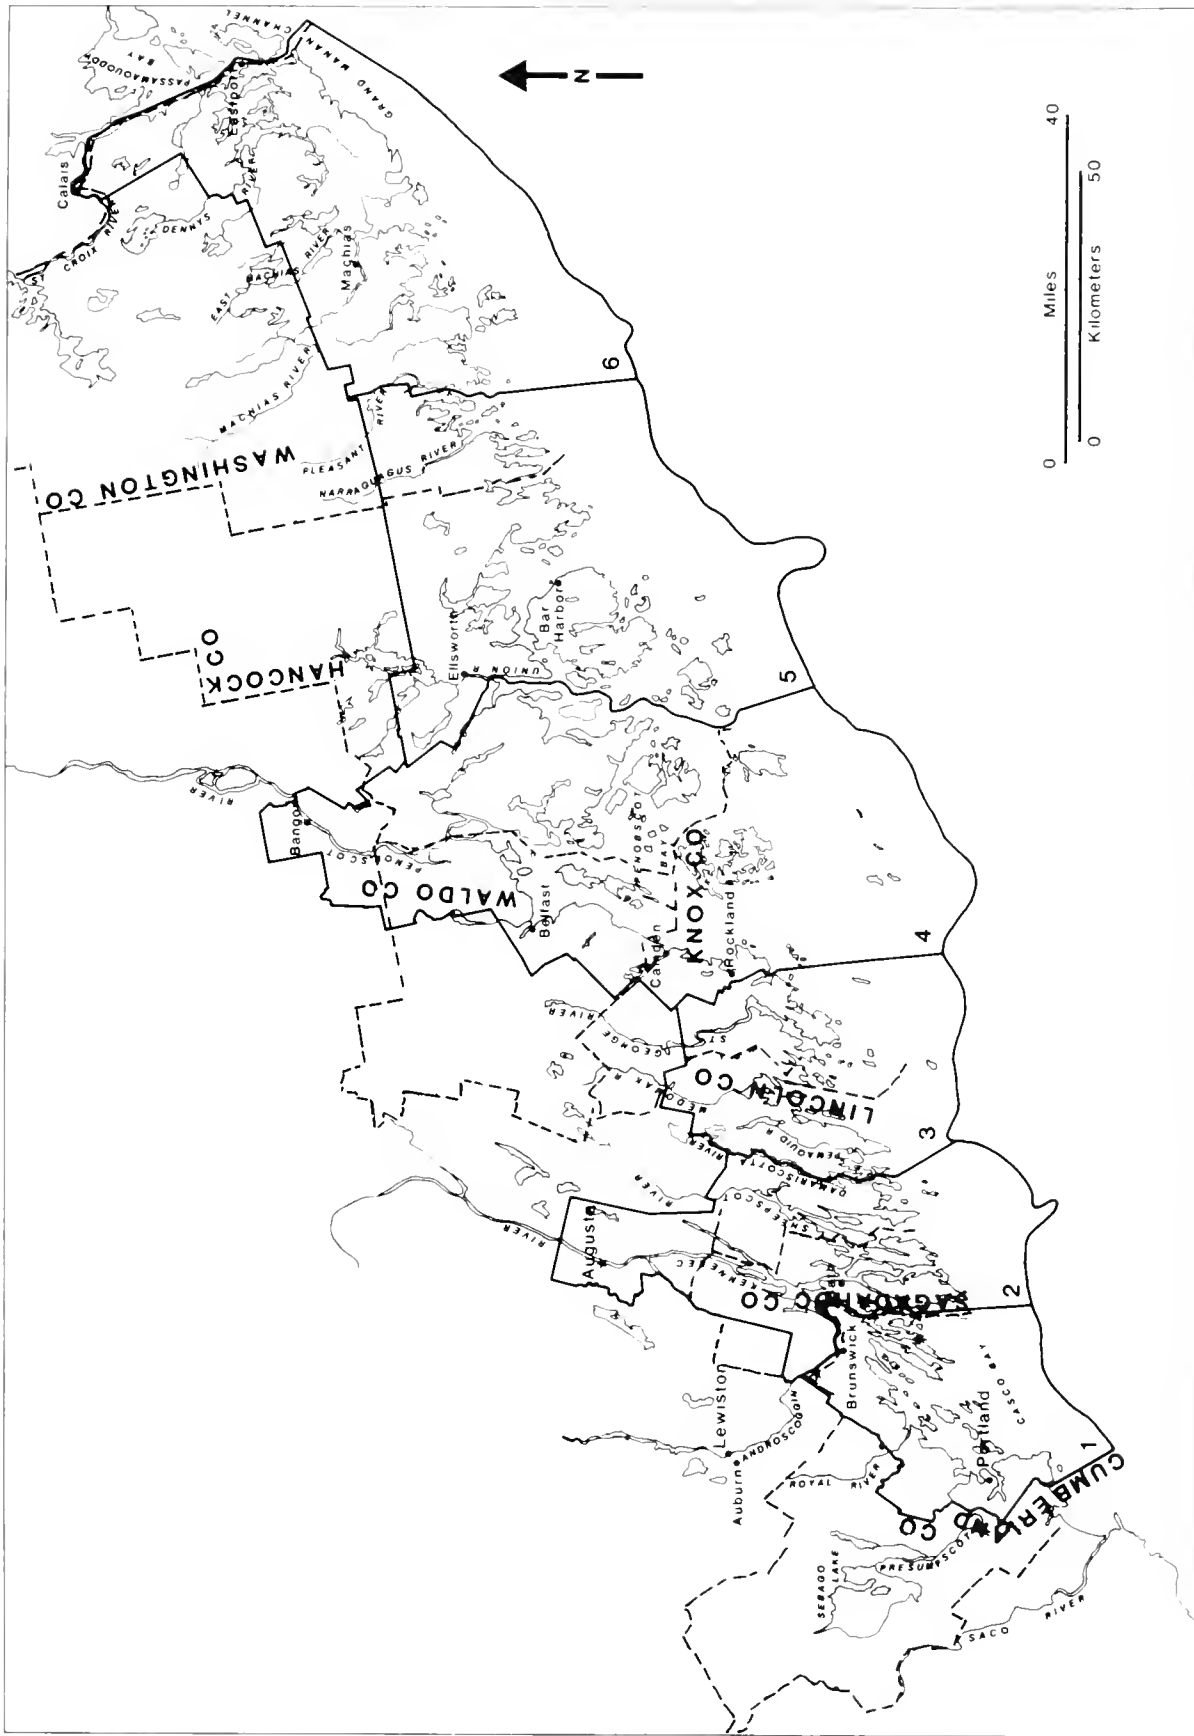 CHANNEL
GRAND MANAN
PASSAMAQUODDY
BAY
Eastport
Calais
ST
CROIX
RIVER
DENNYS
RIVER
EAST
MACHIAS
RIVER
Machias
MACHIAS RIVER
PLEASANT
RIVER
NARRAGUAGUS
RIVER
WASHINGTON CO
HANCOCK
CO
Ellsworth
UNION R
Bar
Harbor
RIVER
Bangor
PENOBSCOT
WALDO CO
Belfast
PENOBSCOT
BAY
KNOX CO
Camden
Rockland
ST
GEORGE
RIVER
MEDOMAK R
LINCOLN CO
PEMAQUID R
DAMARISCOTTA
RIVER
SHEEPSCOT
RIVER
RIVER
Augusta
KENNEBEC
SAGADAHOC CO
Bath
Brunswick
Lewiston
Auburn
ANDROSCOGGIN
ROYAL
RIVER
CASCO BAY
Portland
CUMBERLD
CO
PRESUMPSCOT
SEBAGO
LAKE
SACO
RIVER
1
2
3
4
5
6
N
0
Miles
40
0
Kilometers
50